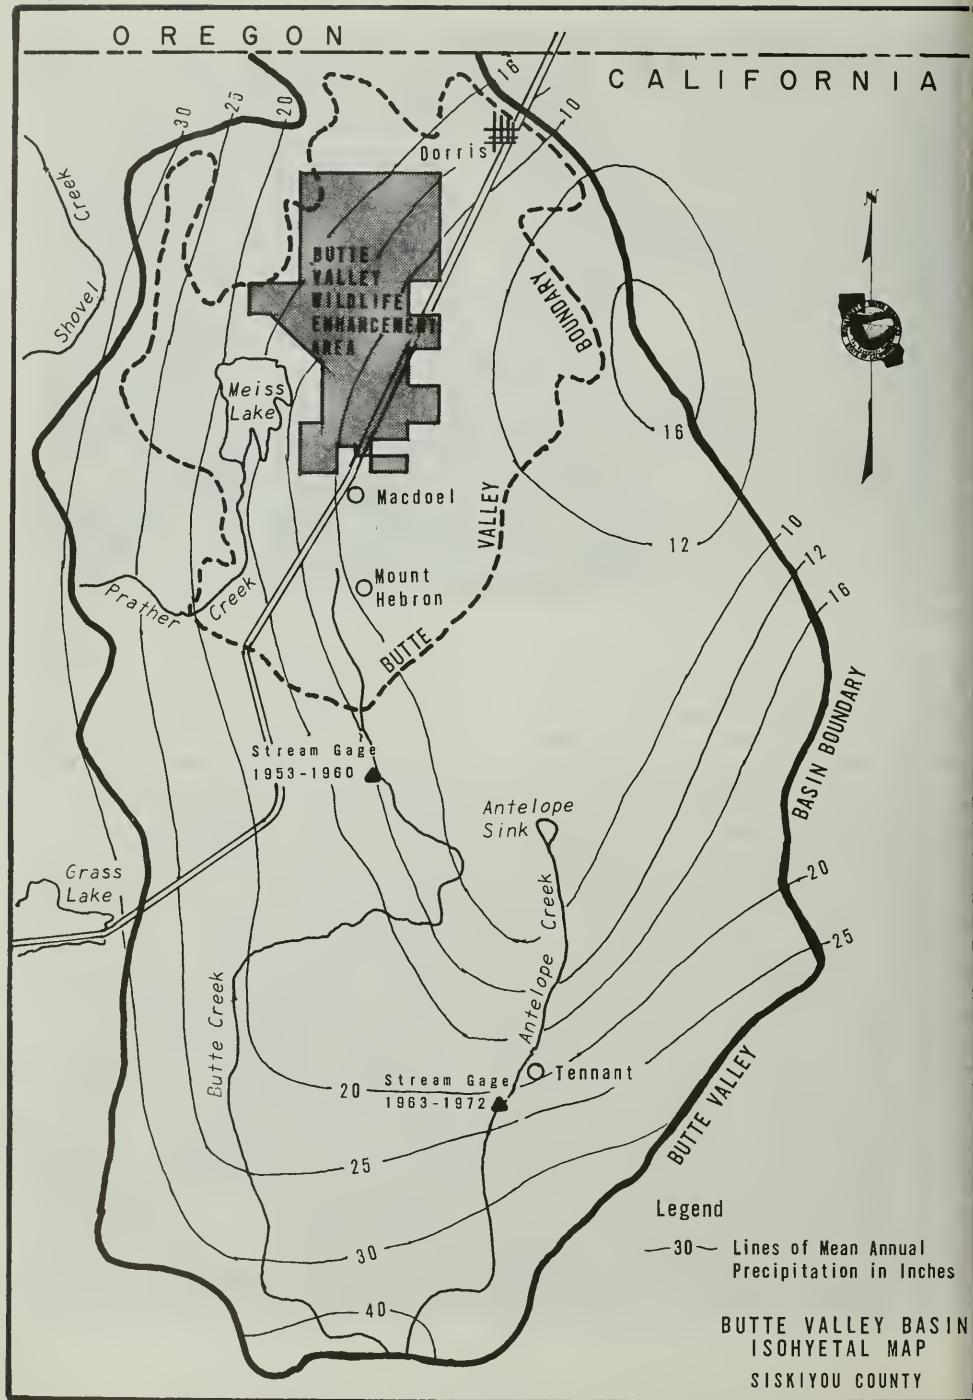 OREGON
CALIFORNIA
30
25
20
16
10
Dorris
Shovel Creek
BUTTE
VALLEY
WILDLIFE
ENHANCEMENT
AREA
BOUNDARY
N
Meiss
Lake
16
Macdoel
VALLEY
12
10
12
16
Mount
Hebron
Prather Creek
BUTTE
BASIN BOUNDARY
Stream Gage
1953-1960
Antelope
Sink
Grass
Lake
20
25
Antelope Creek
Butte Creek
Tennant
20
Stream Gage
1963-1972
BUTTE VALLEY
25
Legend
30
30 Lines of Mean Annual
Precipitation in Inches
40
BUTTE VALLEY BASIN
ISOHYETAL MAP
SISKIYOU COUNTY